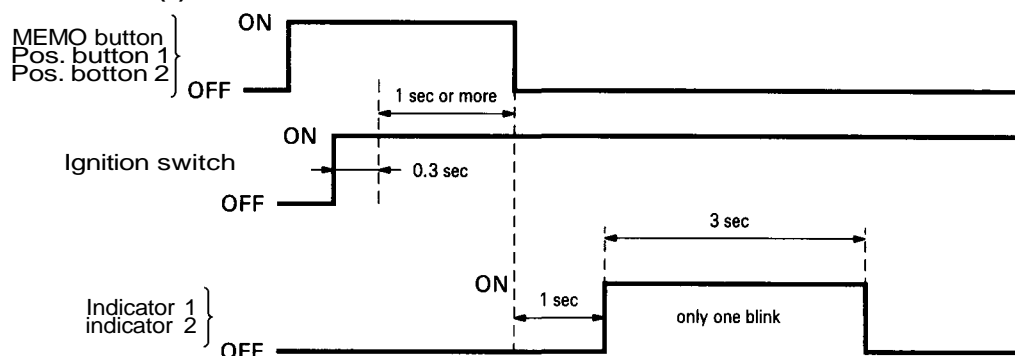 (1)
ON
MEMO button
Pos. button 1
Pos. botton 2
OFF
1 sec or more
ON
Ignition switch
0.3 sec
OFF
3 sec
ON
1 sec
only one blink
Indicator 1
indicator 2
OFF